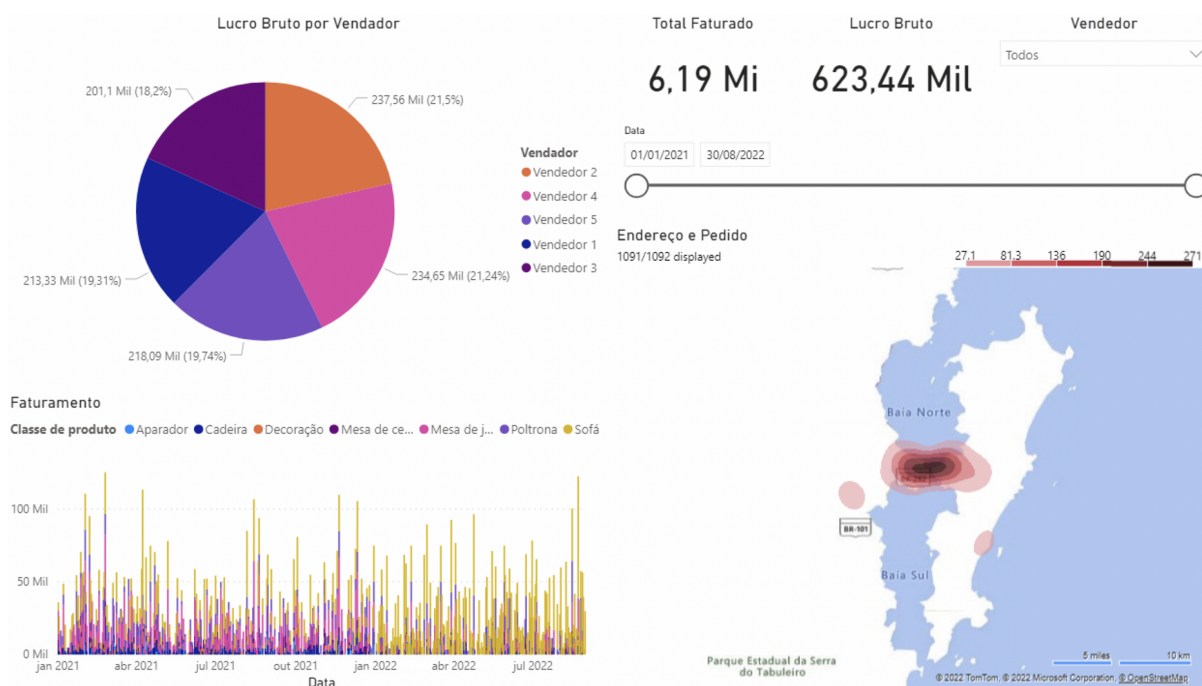 Lucro Bruto por Vendador
201,1 Mil (18,2%)
237,56 Mil (21,5%)
213,33 Mil (19,31%)
234,65 Mil (21,24%)
218,09 Mil (19,74%)
Vendador
Vendedor 2
Vendedor 4
Vendedor 5
Vendedor 1
Vendedor 3
Total Faturado
6,19 Mi
Lucro Bruto
623,44 Mil
Vendedor
Todos
Data
01/01/2021 30/08/2022
Endereço e Pedido
1091/1092 displayed
27.1 81.3 136 190 244 271
Baia Norte
BR-101
Baia Sul
Parque Estadual da Serra
do Tabuleiro
5 miles 10 km
© 2022 TomTom, © 2022 Microsoft Corporation, © OpenStreetMap
Faturamento
Classe de produto Aparador Cadeira Decoração Mesa de ce... Mesa de j... Poltrona Sofá
100 Mil
50 Mil
0 Mil
jan 2021 abr 2021 jul 2021 out 2021 jan 2022 abr 2022 jul 2022
Data